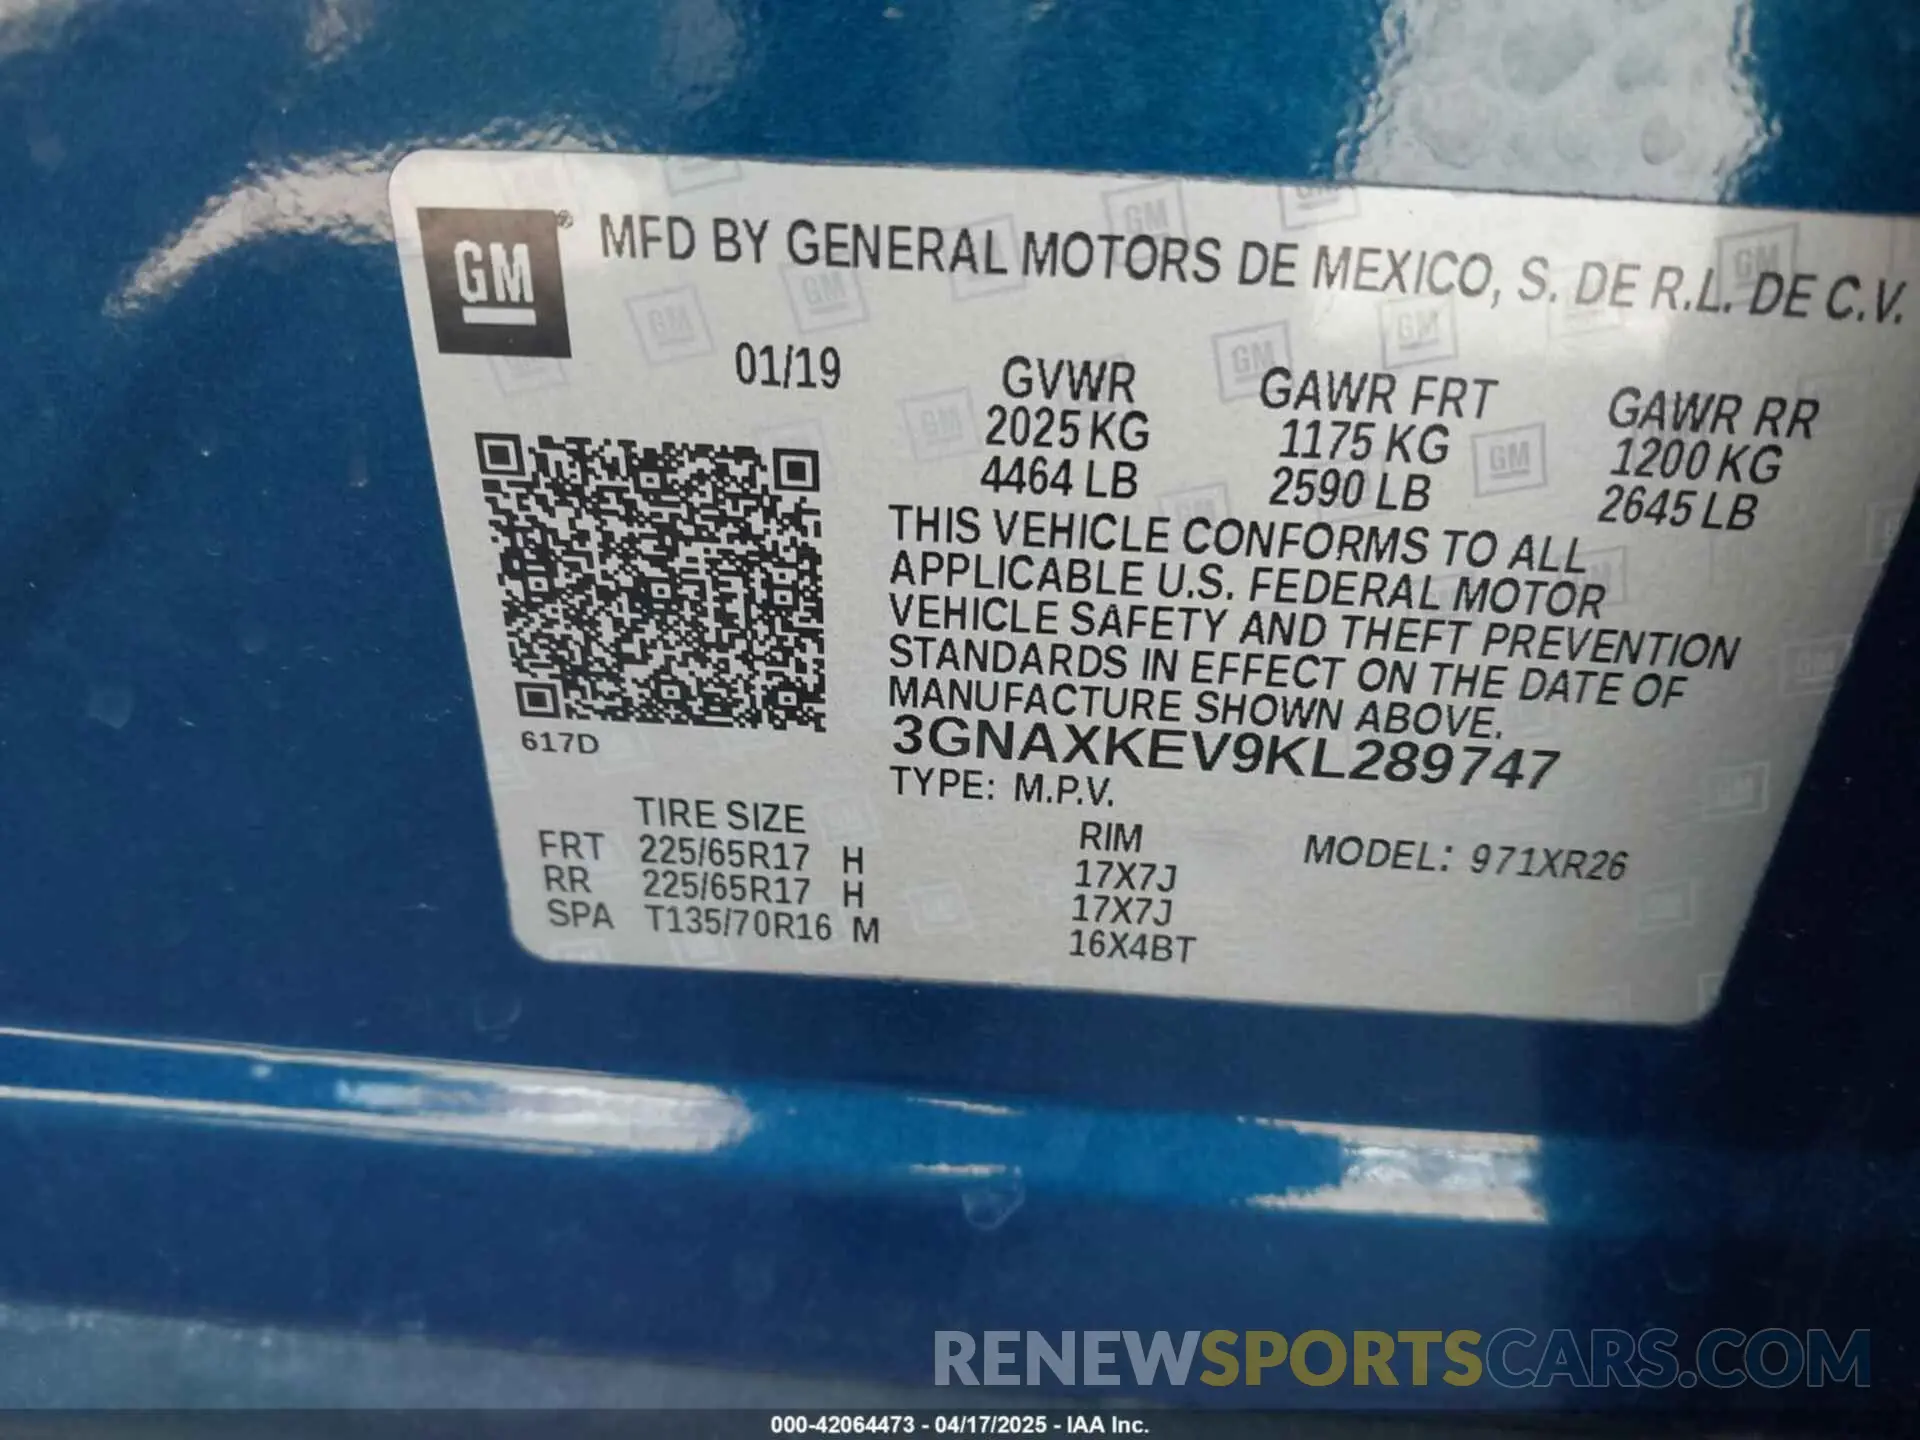 GM® MFD BY GENERAL MOTORS DE MEXICO, S. DE R.L. DE C.V.
01/19 GVWR GAWR FRT GAWR RR
2025 KG 1175 KG 1200 KG
4464 LB 2590 LB 2645 LB
THIS VEHICLE CONFORMS TO ALL
APPLICABLE U.S. FEDERAL MOTOR
VEHICLE SAFETY AND THEFT PREVENTION
STANDARDS IN EFFECT ON THE DATE OF
MANUFACTURE SHOWN ABOVE.
617D 3GNAXKEV9KL289747
TYPE: M.P.V.
TIRE SIZE RIM MODEL: 971XR26
FRT 225/65R17 H 17X7J
RR 225/65R17 H 17X7J
SPA T135/70R16 M 16X4BT
RENEWSPORTSCARS.COM
000-42064473 - 04/17/2025 - IAA Inc.